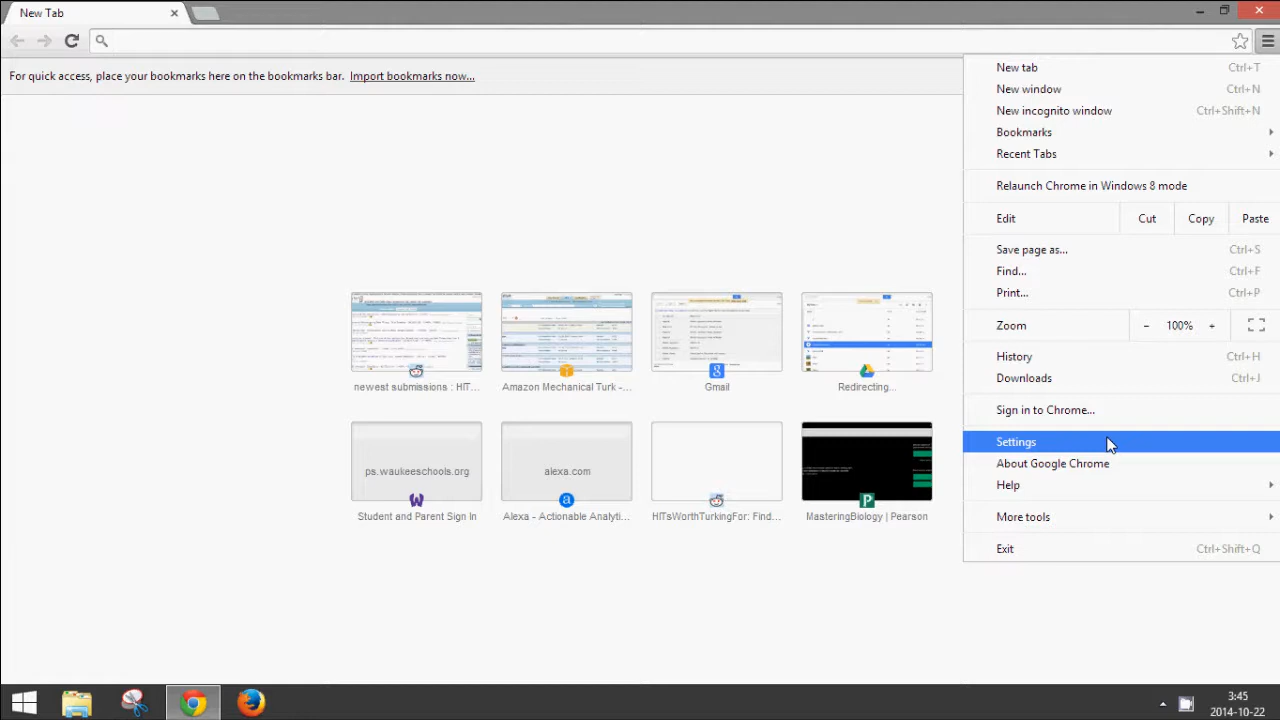 New Tab
For quick access, place your bookmarks here on the bookmarks bar. Import bookmarks now...
New tab Ctrl+T
New window Ctrl+N
New incognito window Ctrl+Shift+N
Bookmarks
Recent Tabs
Relaunch Chrome in Windows 8 mode
Edit Cut Copy Paste
Save page as... Ctrl+S
Find... Ctrl+F
Print... Ctrl+P
Zoom − 100% +
History Ctrl+H
Downloads Ctrl+J
Sign in to Chrome...
Settings
About Google Chrome
Help
More tools
Exit Ctrl+Shift+Q
newest submissions : HIT... Amazon Mechanical Turk -... Gmail Redirecting...
ps.waukeeschools.org alexa.com
Student and Parent Sign In Alexa - Actionable Analyti... HITsWorthTurkingFor: Find... MasteringBiology | Pearson
3:45
2014-10-22